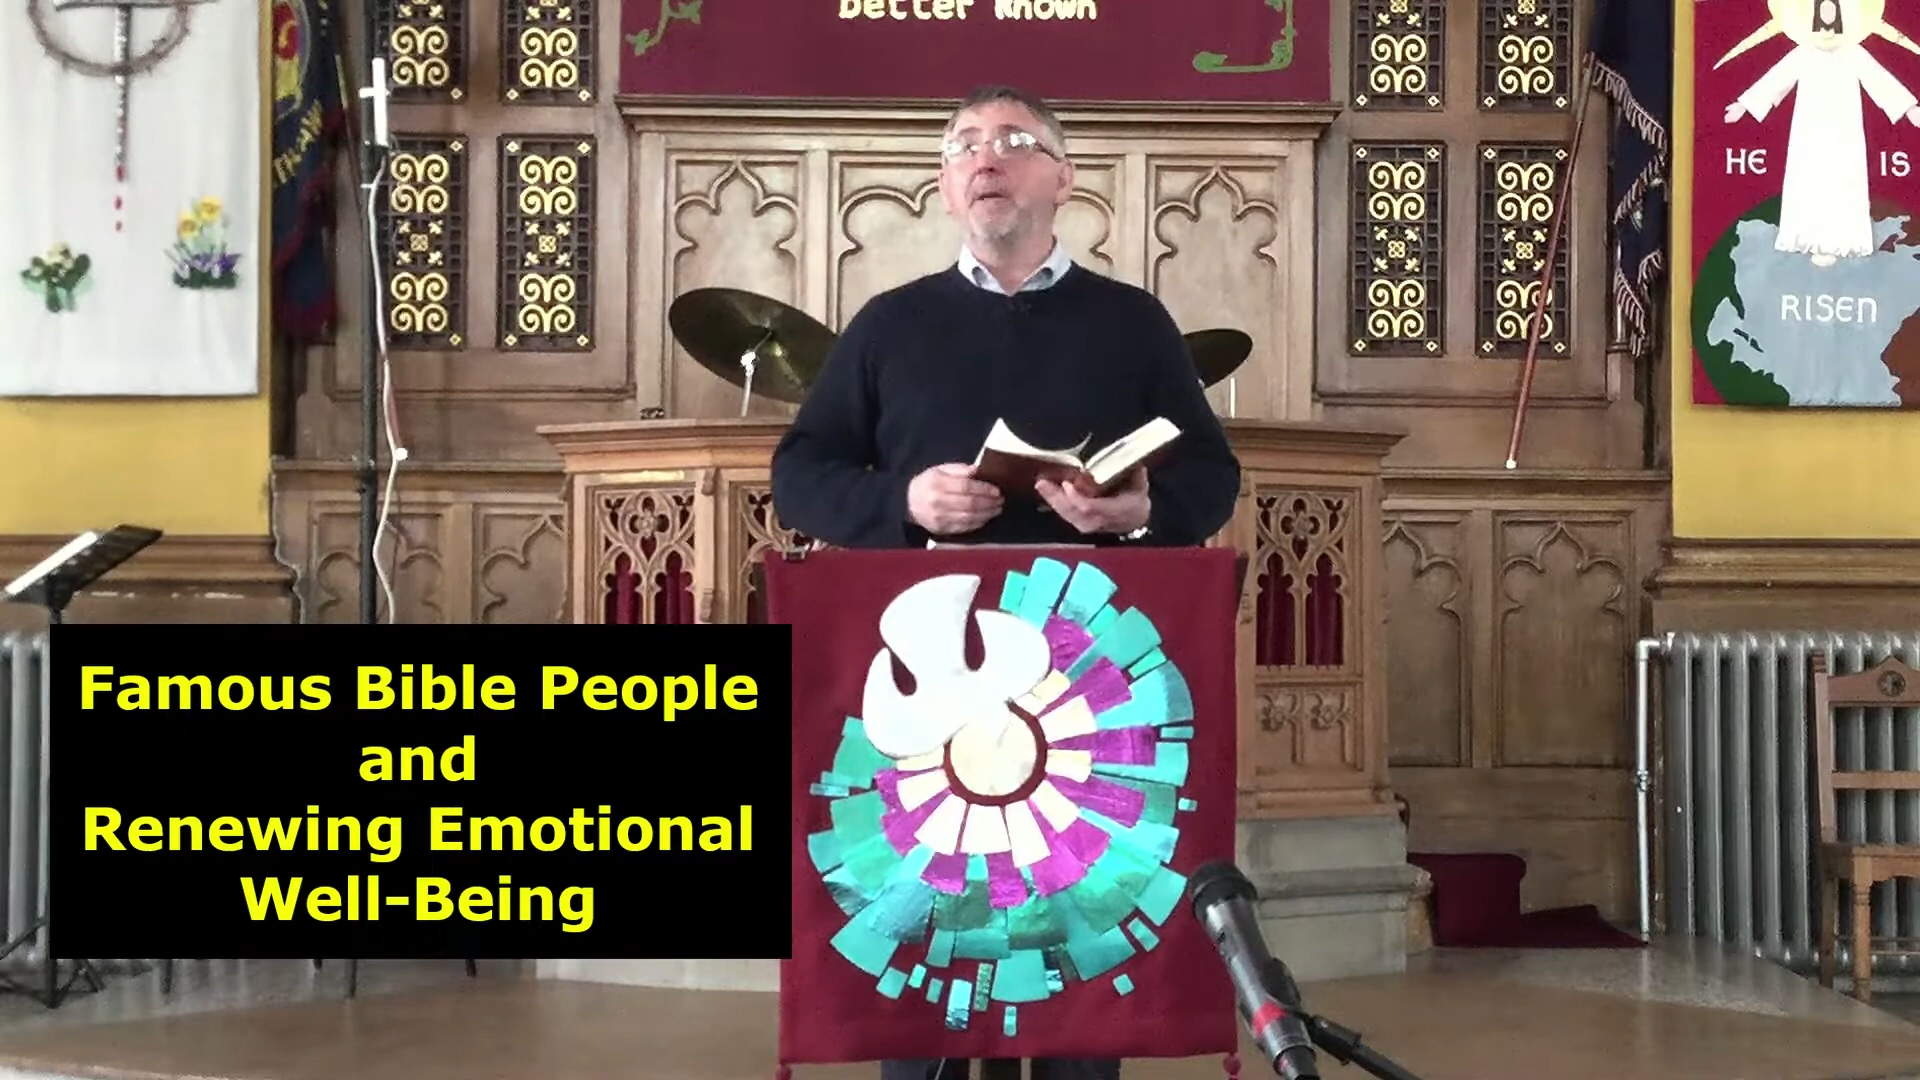 Better Known
HE IS
RISEN
Famous Bible People
and
Renewing Emotional
Well-Being